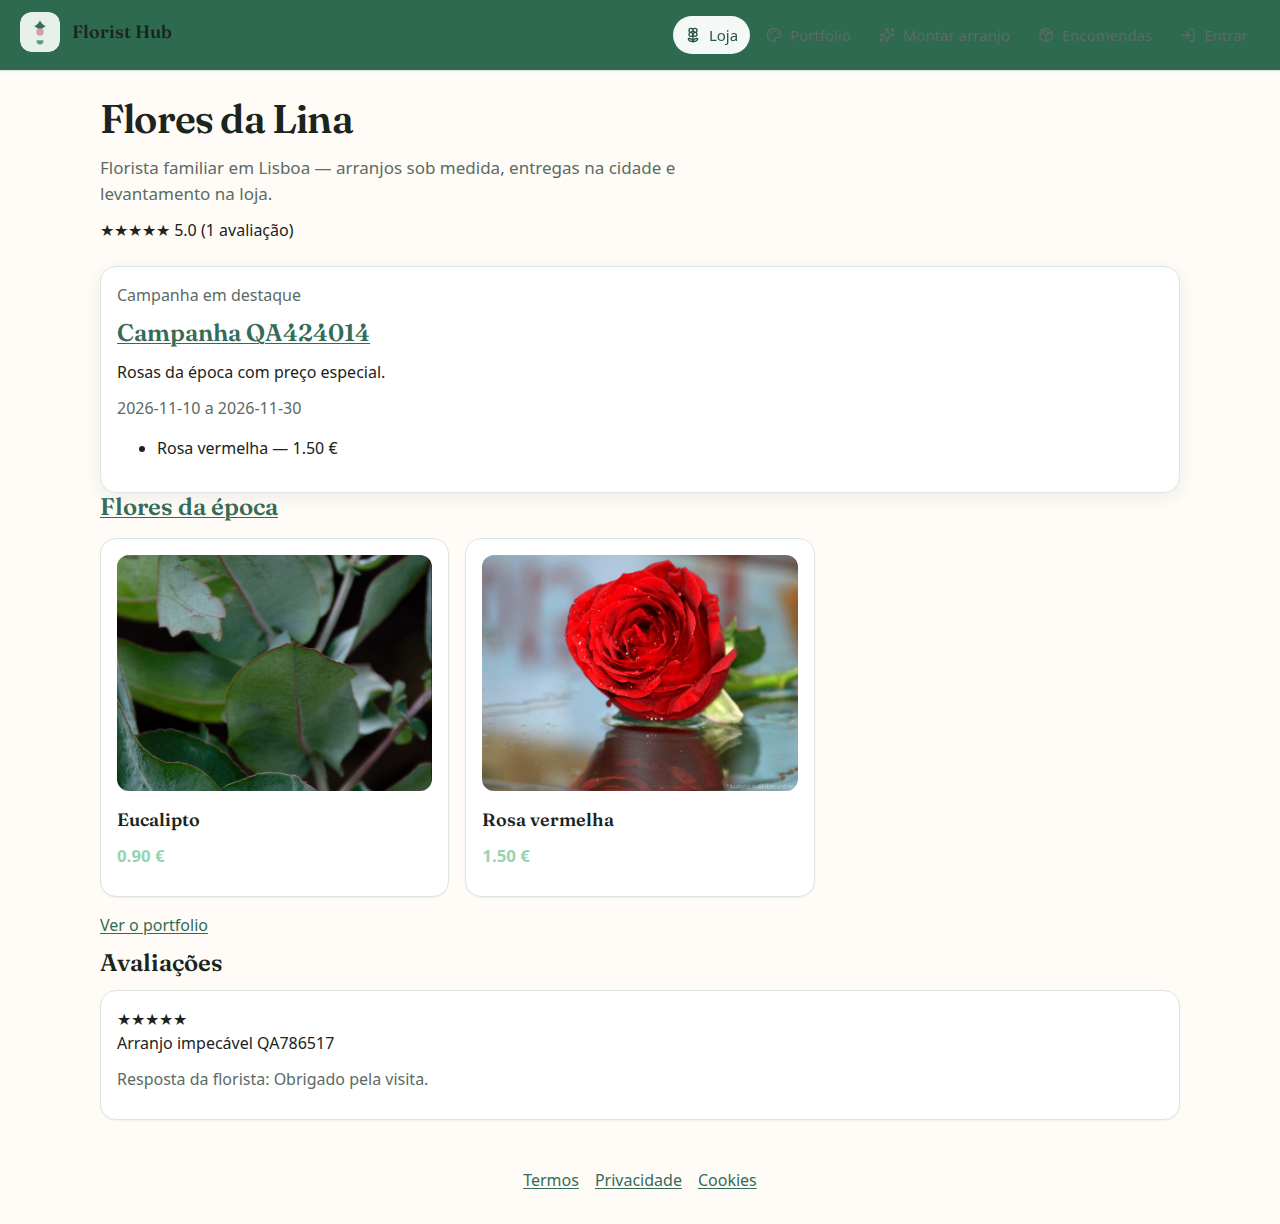 Florist Hub
Loja
Portfolio
Montar arranjo
Encomendas
Entrar
Flores da Lina
Florista familiar em Lisboa — arranjos sob medida, entregas na cidade e
levantamento na loja.
★★★★★ 5.0 (1 avaliação)
Campanha em destaque
Campanha QA424014
Rosas da época com preço especial.
2026-11-10 a 2026-11-30
• Rosa vermelha — 1.50 €
Flores da época
Eucalipto
0.90 €
Rosa vermelha
1.50 €
Ver o portfolio
Avaliações
★★★★★
Arranjo impecável QA786517
Resposta da florista: Obrigado pela visita.
Termos
Privacidade
Cookies